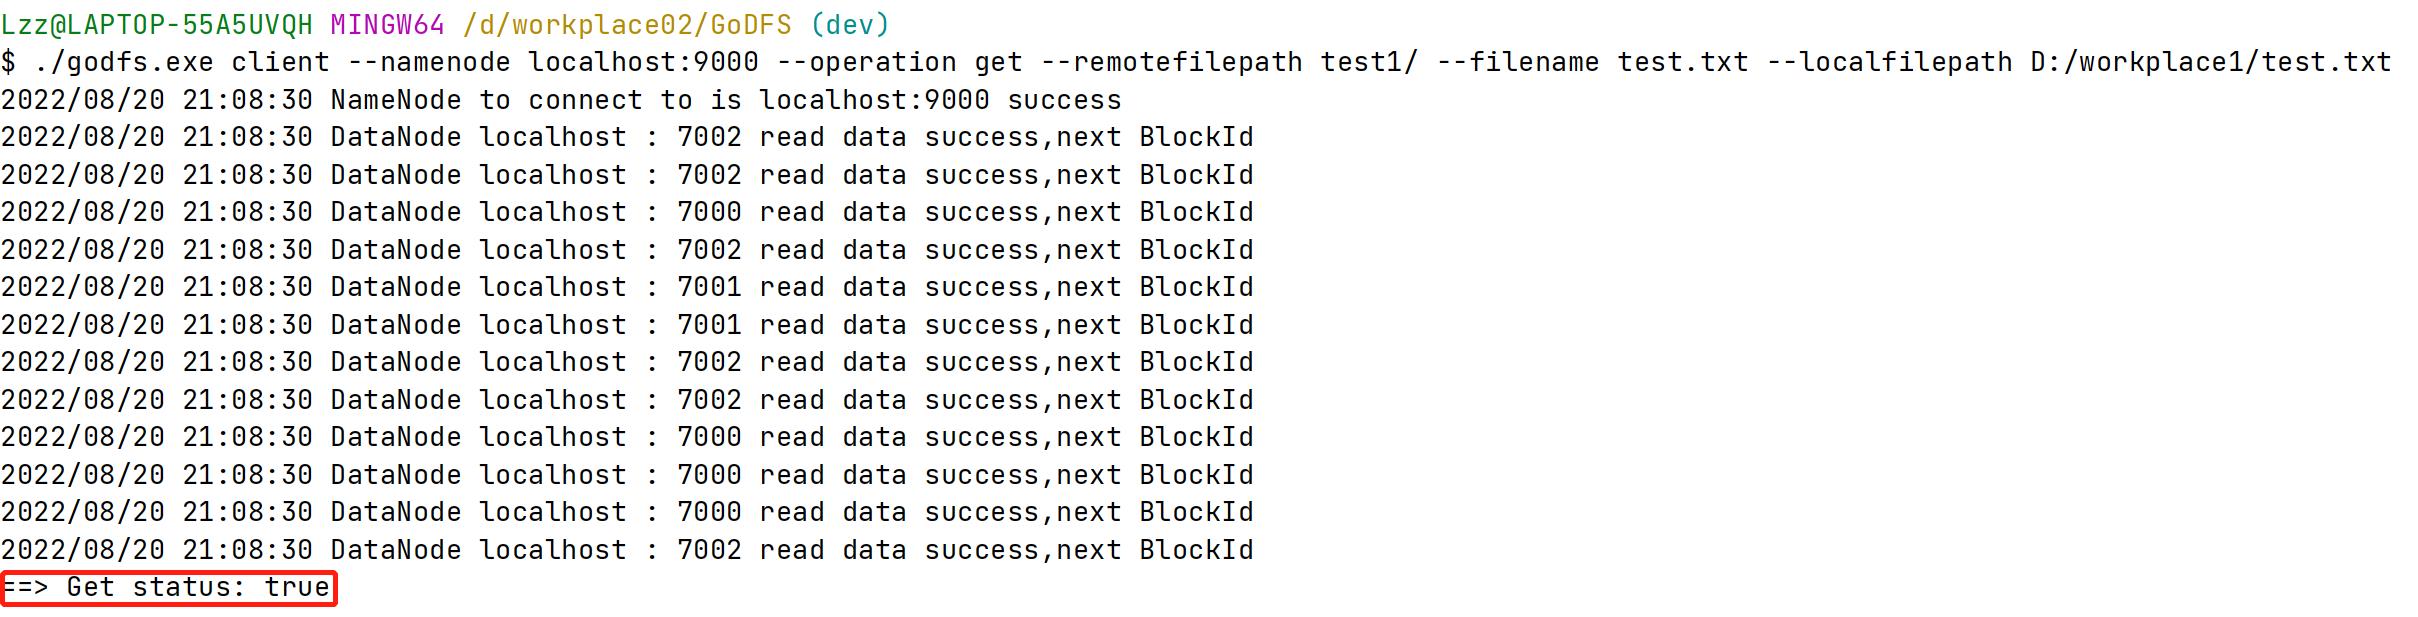 Lzz@LAPTOP-55A5UVQH MINGW64 /d/workplace02/GoDFS (dev)
$ ./godfs.exe client --namenode localhost:9000 --operation get --remotefilepath test1/ --filename test.txt --localfilepath D:/workplace1/test.txt
2022/08/20 21:08:30 NameNode to connect to is localhost:9000 success
2022/08/20 21:08:30 DataNode localhost : 7002 read data success,next BlockId
2022/08/20 21:08:30 DataNode localhost : 7002 read data success,next BlockId
2022/08/20 21:08:30 DataNode localhost : 7000 read data success,next BlockId
2022/08/20 21:08:30 DataNode localhost : 7002 read data success,next BlockId
2022/08/20 21:08:30 DataNode localhost : 7001 read data success,next BlockId
2022/08/20 21:08:30 DataNode localhost : 7001 read data success,next BlockId
2022/08/20 21:08:30 DataNode localhost : 7002 read data success,next BlockId
2022/08/20 21:08:30 DataNode localhost : 7002 read data success,next BlockId
2022/08/20 21:08:30 DataNode localhost : 7000 read data success,next BlockId
2022/08/20 21:08:30 DataNode localhost : 7000 read data success,next BlockId
2022/08/20 21:08:30 DataNode localhost : 7000 read data success,next BlockId
2022/08/20 21:08:30 DataNode localhost : 7002 read data success,next BlockId
==> Get status: true